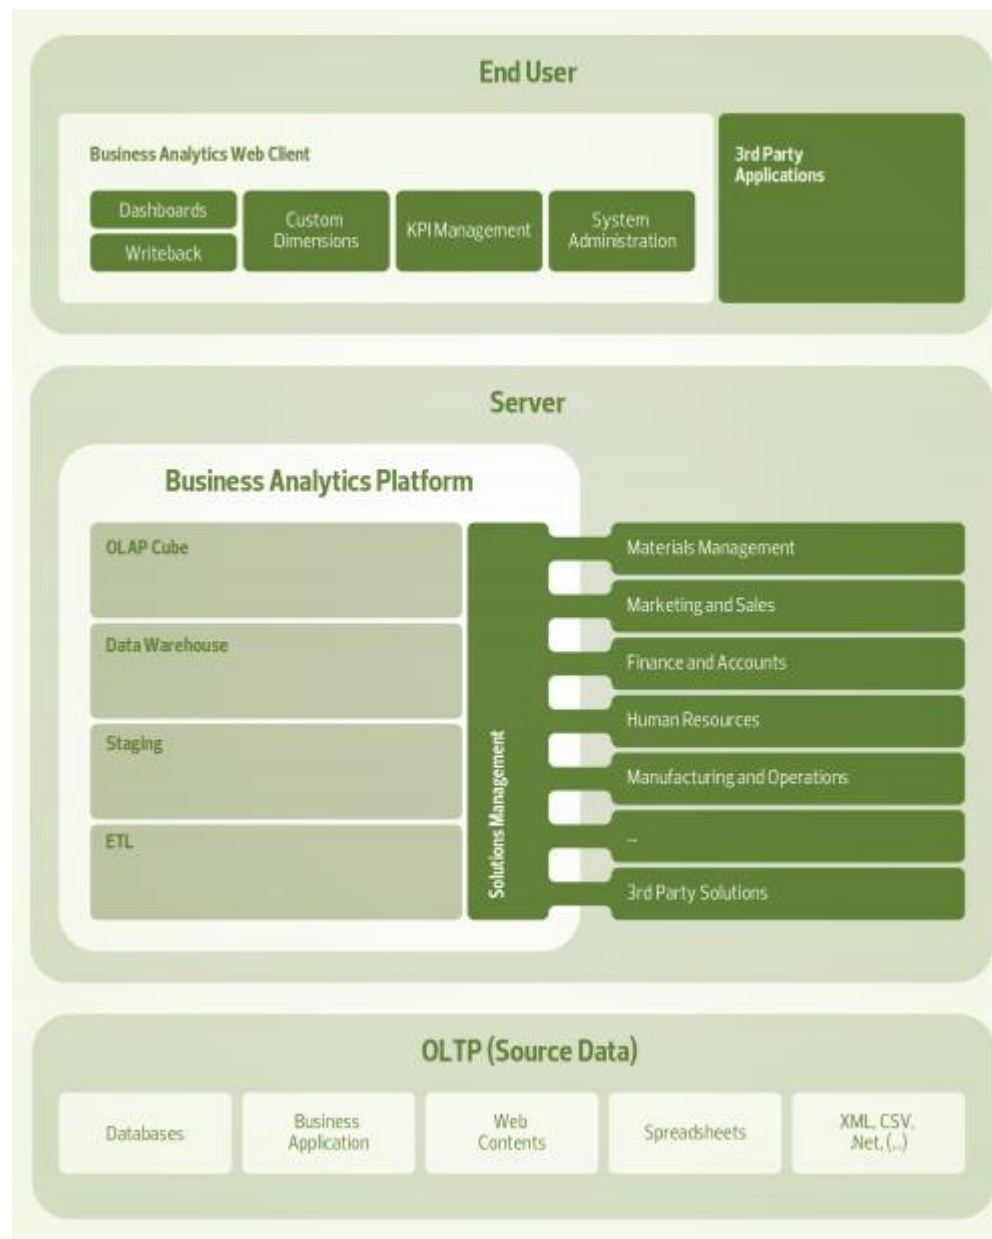 End User
Business Analytics Web Client
Dashboards
Writeback
Custom
Dimensions
KPI Management
System
Administration
3rd Party
Applications
Server
Business Analytics Platform
OLAP Cube
Data Warehouse
Staging
ETL
Solutions Management
Materials Management
Marketing and Sales
Finance and Accounts
Human Resources
Manufacturing and Operations
...
3rd Party Solutions
OLTP (Source Data)
Databases
Business
Application
Web
Contents
Spreadsheets
XML, CSV,
.Net, (...)